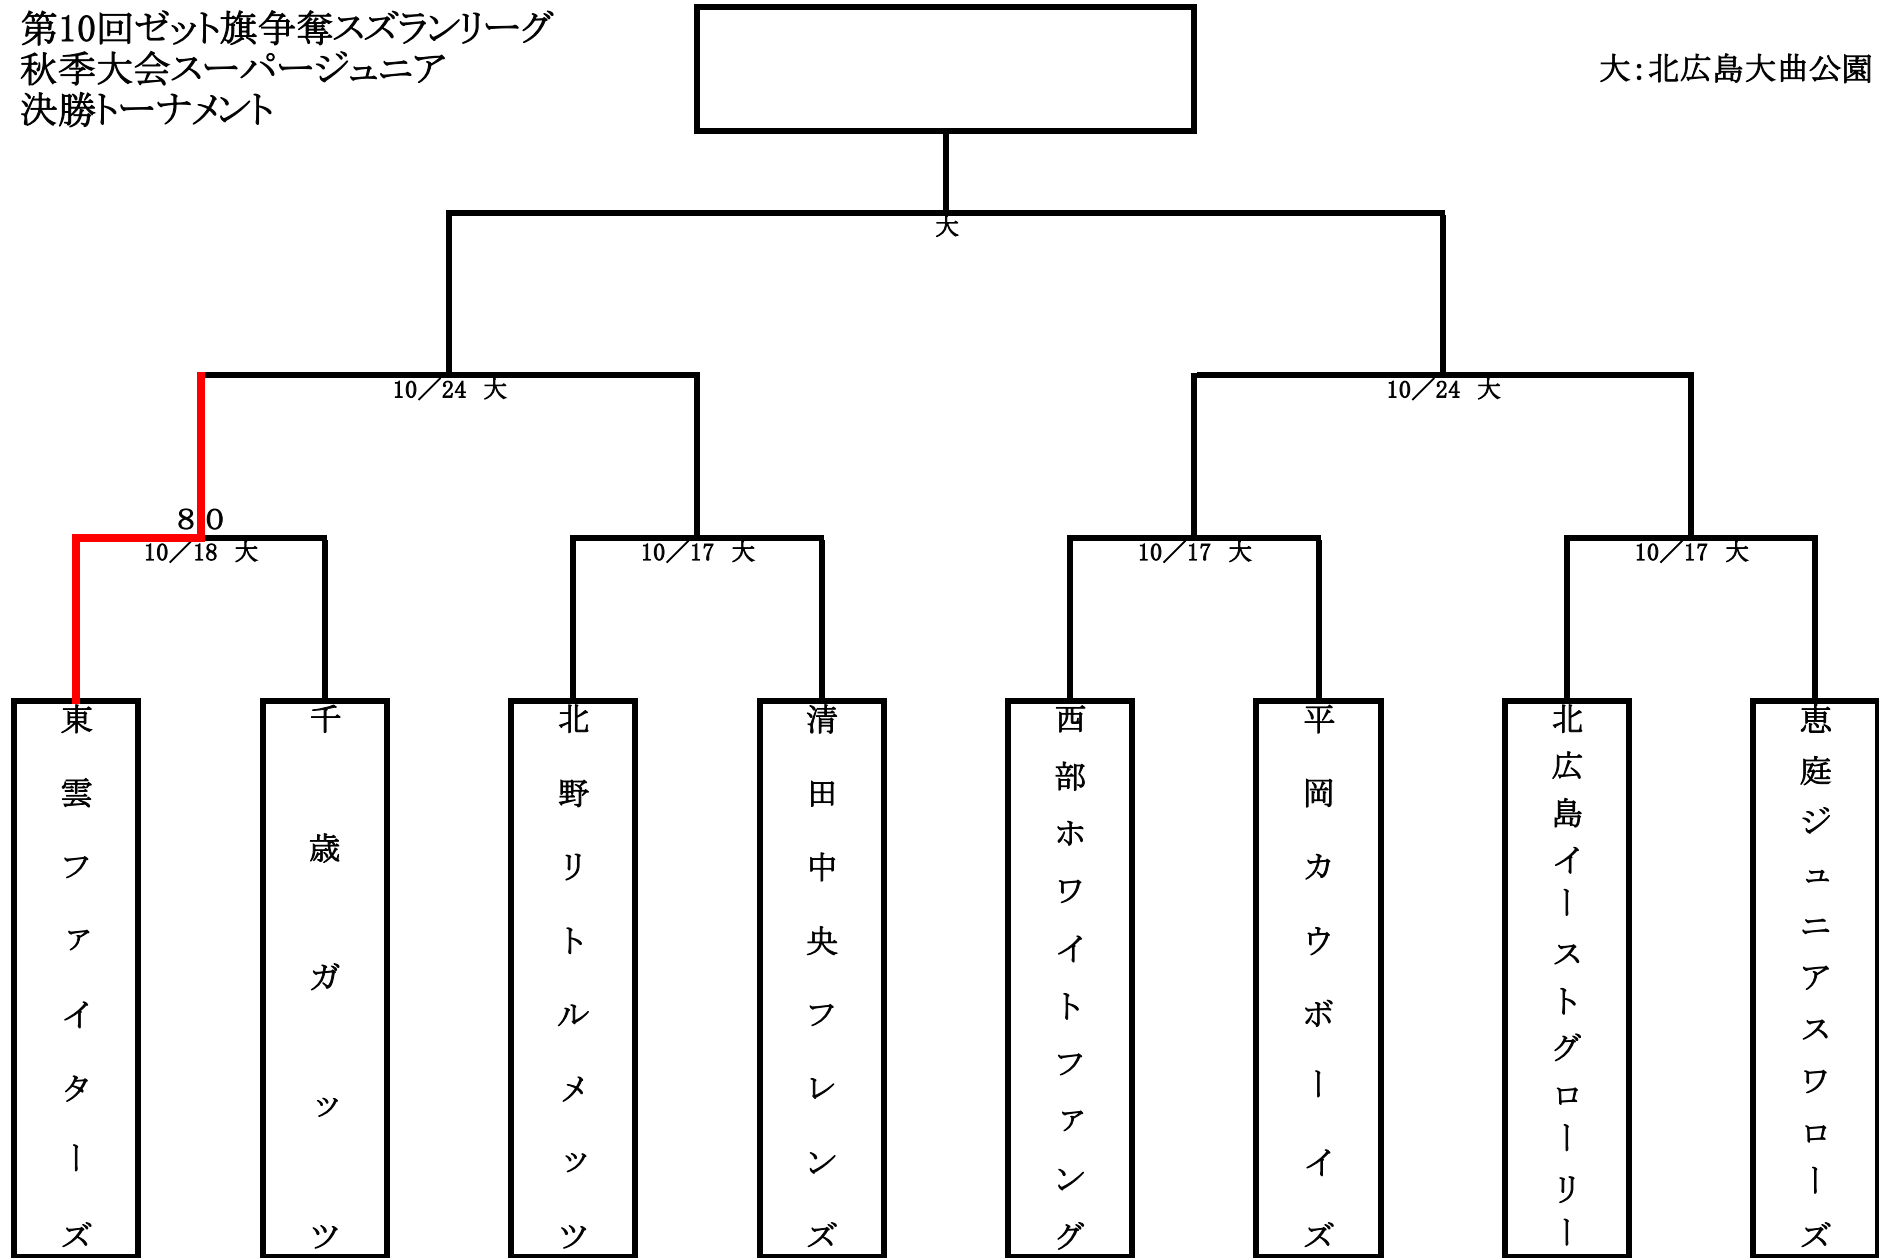 第10回ゼット旗争奪スズランリーグ
秋季大会スーパージュニア
決勝トーナメント
大:北広島大曲公園
大
10／24 大
10／24 大
8 0
10／18 大
10／17 大
10／17 大
10／17 大
東雲ファイターズ
千歳ガッツ
北野リトルメッツ
清田中央フレンズ
西部ホワイトファング
平岡カウボーイズ
北広島イーストグローリー
恵庭ジュニアスワローズ